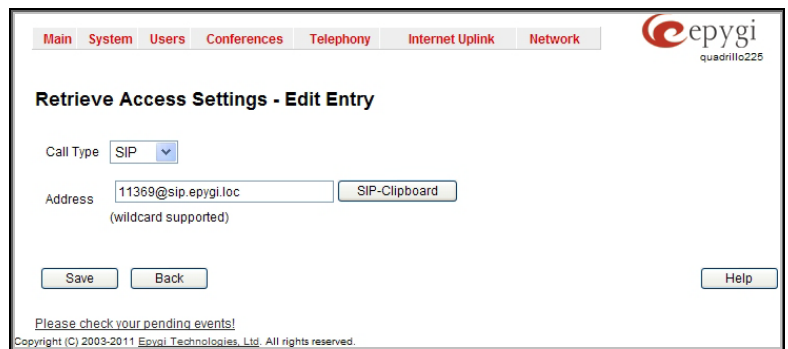 epygi
Main System Users Conferences Telephony Internet Uplink Network
quadrillo225
Retrieve Access Settings - Edit Entry
Call Type SIP
Address 11369@sip.epygi.loc SIP-Clipboard
(wildcard supported)
Save Back Help
Please check your pending events!
Copyright (C) 2003-2011 Epygi Technologies, Ltd. All rights reserved.